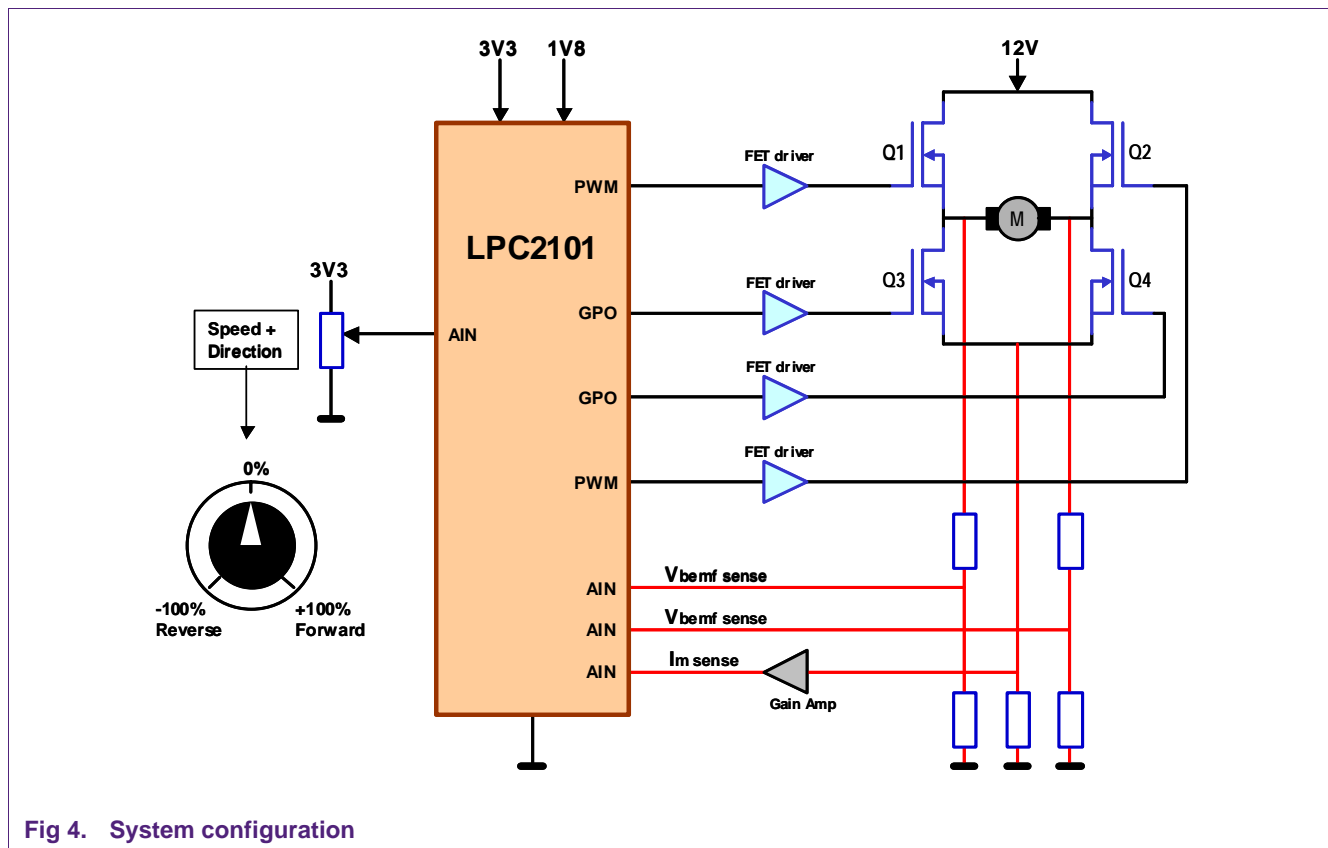 3V3
1V8
12V
FET driver
Q1
Q2
PWM
M
LPC2101
3V3
FET driver
Q3
Q4
Speed +
Direction
AIN
GPO
FET driver
GPO
0%
FET driver
PWM
-100%
Reverse
+100%
Forward
AIN
Vbemf sense
AIN
Vbemf sense
AIN
Im sense
Gain Amp
Fig 4. System configuration